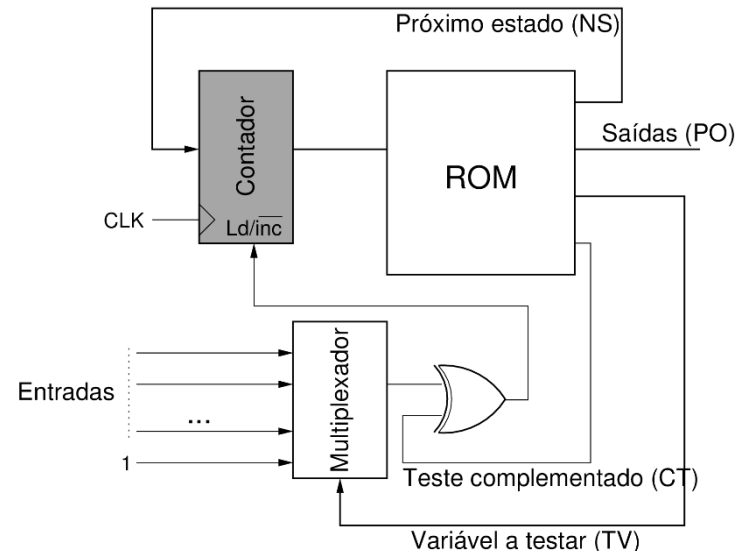 Próximo estado (NS)
Contador
ROM
Saídas (PO)
CLK
Ld/inc
Entradas
...
1
Multiplexador
Teste complementado (CT)
Variável a testar (TV)